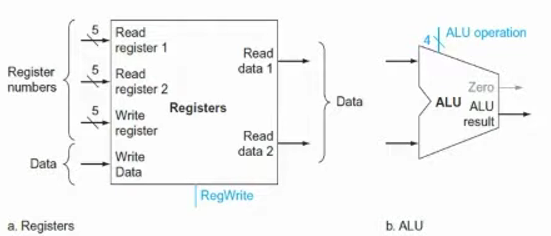 Register
numbers
Data
5
Read
register 1
5
Read
register 2
5
Write
register
Write
Data
Registers
Read
data 1
Read
data 2
RegWrite
Data
a. Registers
4
ALU operation
Zero
ALU
ALU
result
b. ALU